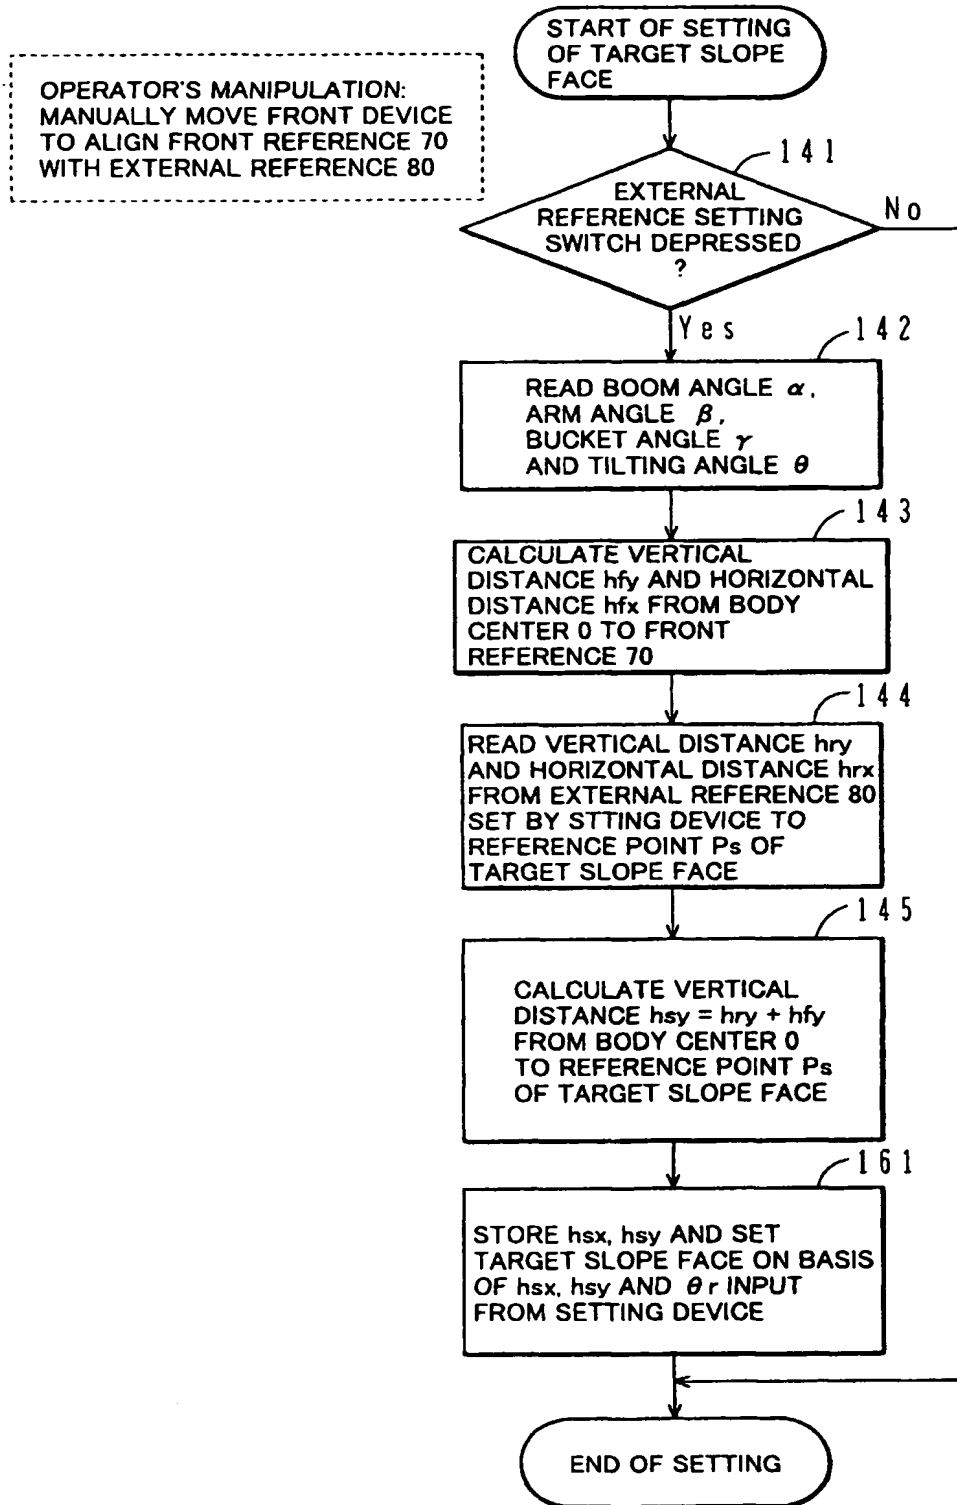 START OF SETTING
OF TARGET SLOPE
FACE
OPERATOR'S MANIPULATION:
MANUALLY MOVE FRONT DEVICE
TO ALIGN FRONT REFERENCE 70
WITH EXTERNAL REFERENCE 80
141
EXTERNAL
REFERENCE SETTING
SWITCH DEPRESSED
?
No
Yes
142
READ BOOM ANGLE α,
ARM ANGLE β,
BUCKET ANGLE γ
AND TILTING ANGLE θ
143
CALCULATE VERTICAL
DISTANCE hfy AND HORIZONTAL
DISTANCE hfx FROM BODY
CENTER 0 TO FRONT
REFERENCE 70
144
READ VERTICAL DISTANCE hry
AND HORIZONTAL DISTANCE hrx
FROM EXTERNAL REFERENCE 80
SET BY STTING DEVICE TO
REFERENCE POINT Ps OF
TARGET SLOPE FACE
145
CALCULATE VERTICAL
DISTANCE hsy = hry + hfy
FROM BODY CENTER 0
TO REFERENCE POINT Ps
OF TARGET SLOPE FACE
161
STORE hsx, hsy AND SET
TARGET SLOPE FACE ON BASIS
OF hsx, hsy AND θ r INPUT
FROM SETTING DEVICE
END OF SETTING